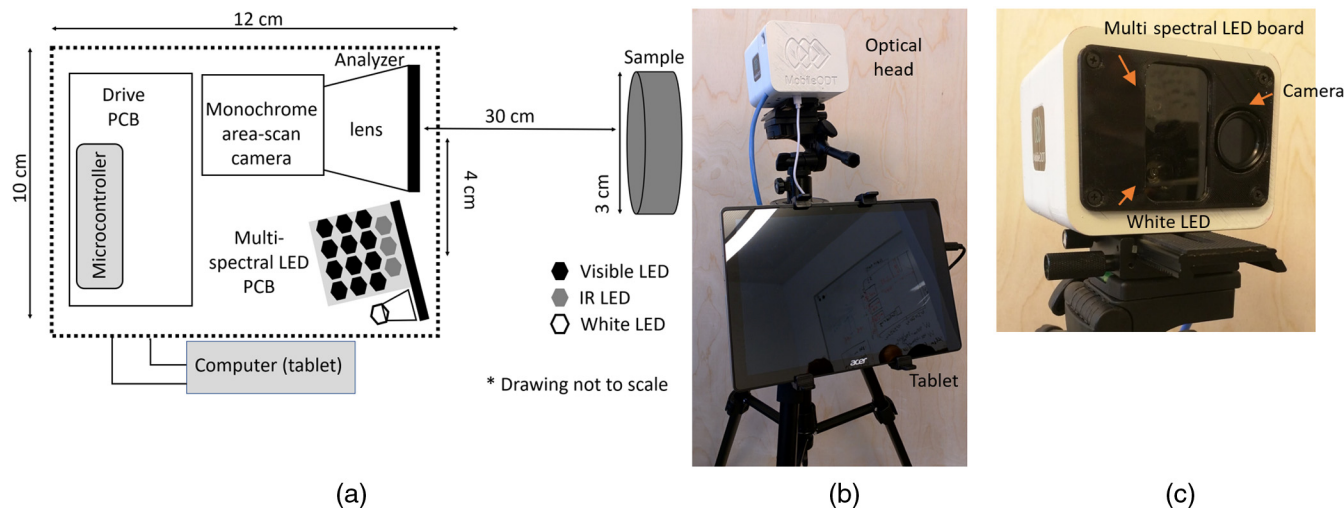 12 cm
10 cm
Drive
PCB
Microcontroller
Monochrome
area-scan
camera
Analyzer
lens
Multi-
spectral LED
PCB
4 cm
30 cm
Sample
3 cm
Visible LED
IR LED
White LED
Computer (tablet)
* Drawing not to scale
(a)
Optical
head
MobileODT
acer
Tablet
(b)
Multi spectral LED board
Camera
White LED
(c)